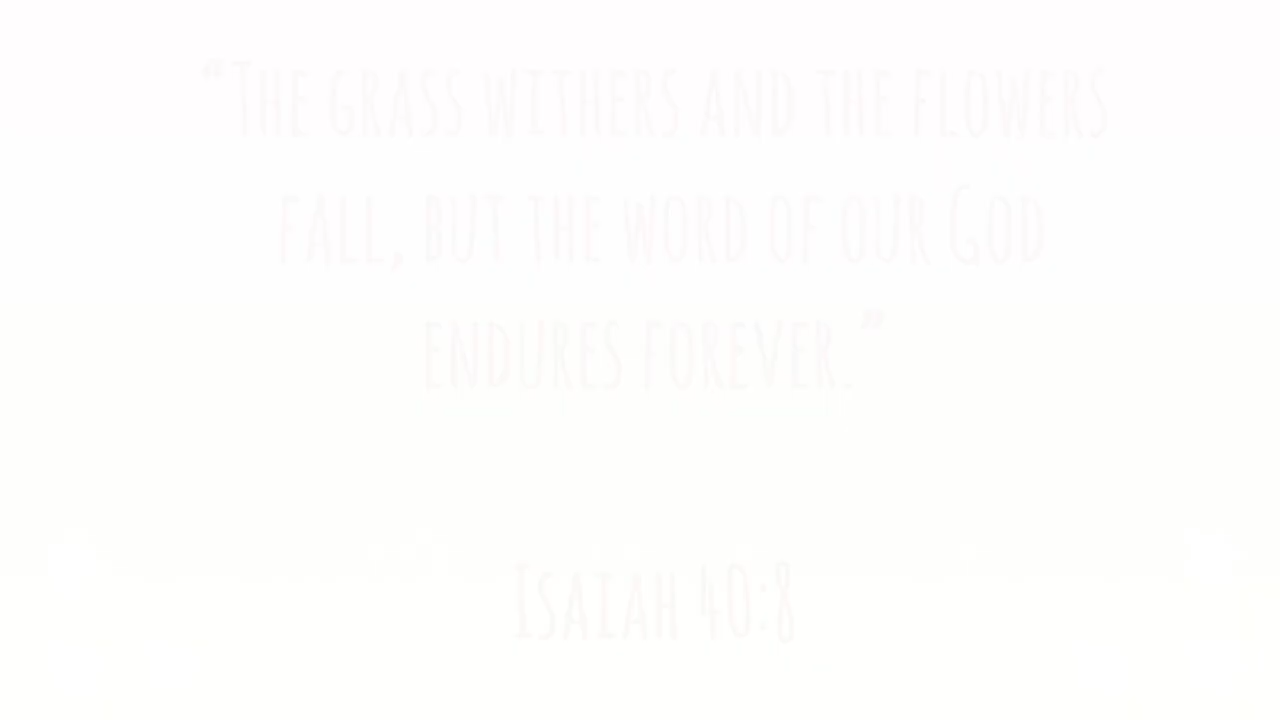 “The grass withers and the flowers
fall, but the word of our God
endures forever.”
Isaiah 40:8